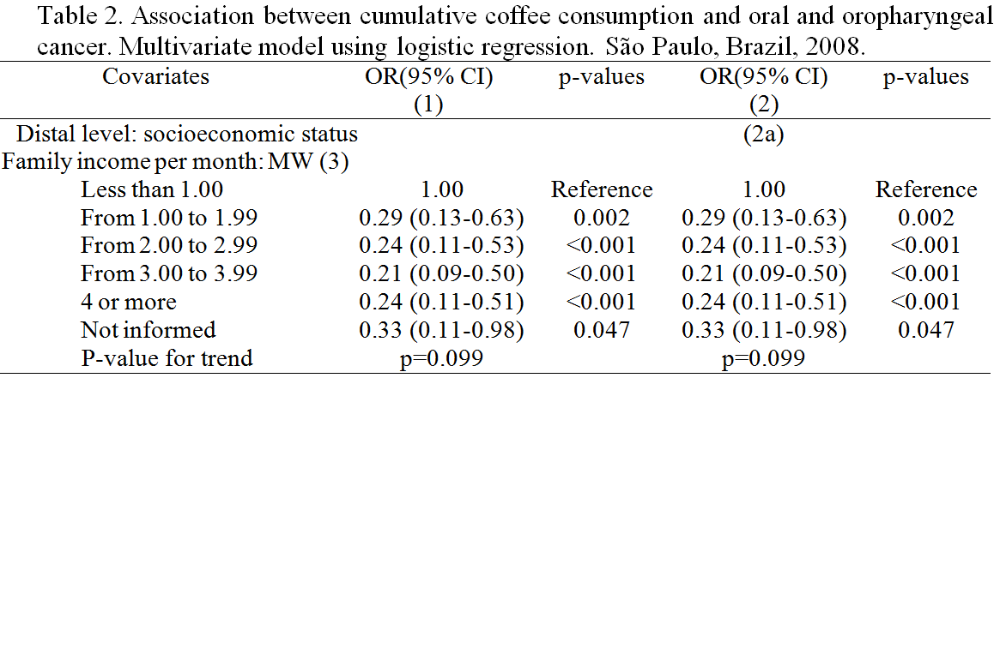 Table 2. Association between cumulative coffee consumption and oral and oropharyngeal
cancer. Multivariate model using logistic regression. São Paulo, Brazil, 2008.
Covariates OR(95% CI) p-values OR(95% CI) p-values
(1) (2)
Distal level: socioeconomic status (2a)
Family income per month: MW (3)
Less than 1.00 1.00 Reference 1.00 Reference
From 1.00 to 1.99 0.29 (0.13-0.63) 0.002 0.29 (0.13-0.63) 0.002
From 2.00 to 2.99 0.24 (0.11-0.53) <0.001 0.24 (0.11-0.53) <0.001
From 3.00 to 3.99 0.21 (0.09-0.50) <0.001 0.21 (0.09-0.50) <0.001
4 or more 0.24 (0.11-0.51) <0.001 0.24 (0.11-0.51) <0.001
Not informed 0.33 (0.11-0.98) 0.047 0.33 (0.11-0.98) 0.047
P-value for trend p=0.099 p=0.099